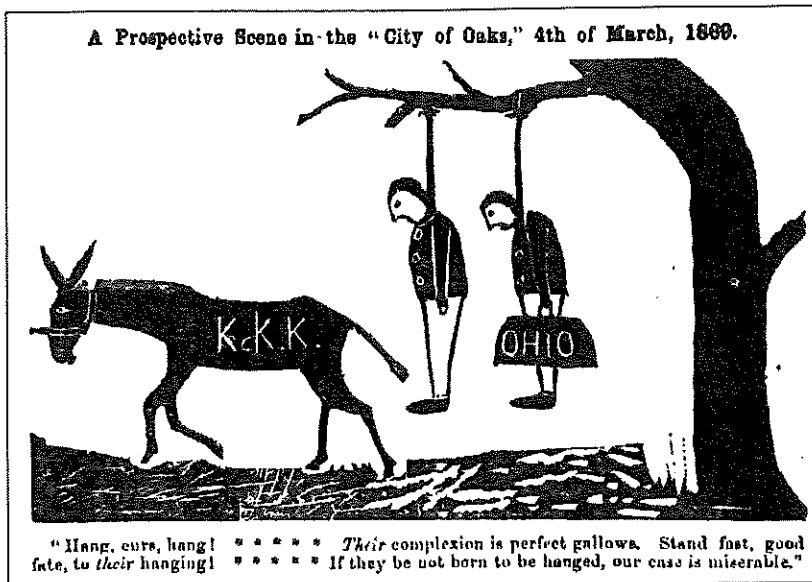 A Prospective Scene in the "City of Oaks," 4th of March, 1869.
K.K.K.
OHIO
"Hang, curs, hang! * * * * * Their complexion is perfect gallows. Stand fast, good
fate, to their hanging! * * * * * If they be not born to be hanged, our case is miserable."